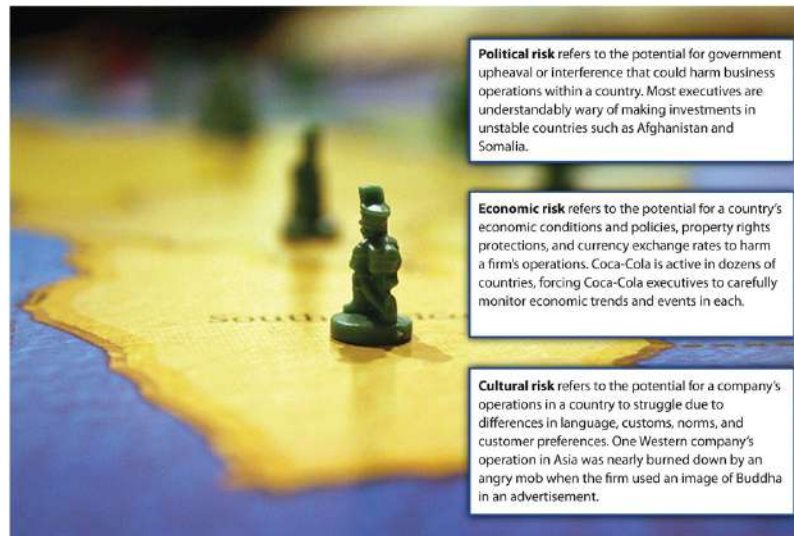 Political risk refers to the potential for government
upheaval or interference that could harm business
operations within a country. Most executives are
understandably wary of making investments in
unstable countries such as Afghanistan and
Somalia.
Economic risk refers to the potential for a country's
economic conditions and policies, property rights
protections, and currency exchange rates to harm
a firm's operations. Coca-Cola is active in dozens of
countries, forcing Coca-Cola executives to carefully
monitor economic trends and events in each.
Cultural risk refers to the potential for a company's
operations in a country to struggle due to
differences in language, customs, norms, and
customer preferences. One Western company's
operation in Asia was nearly burned down by an
angry mob when the firm used an image of Buddha
in an advertisement.